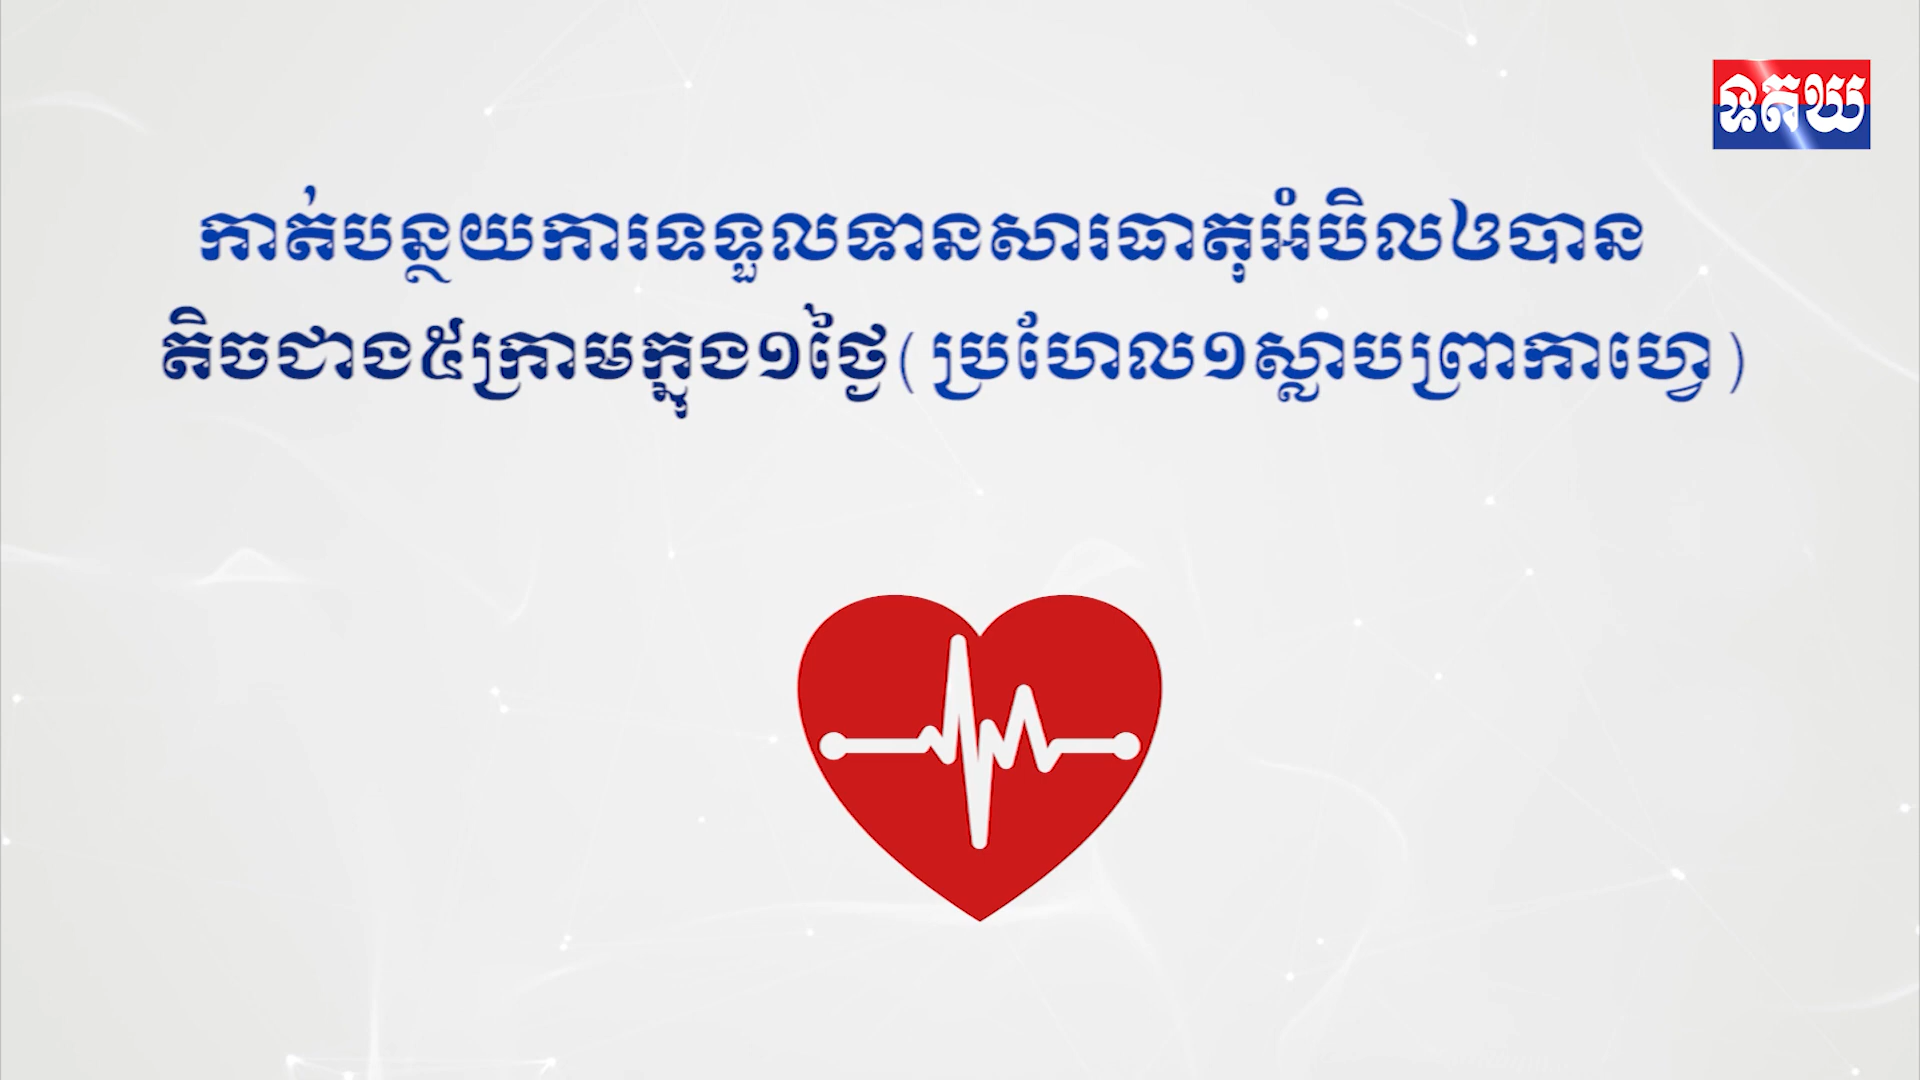 ទតឃ
កាត់បន្ថយការទទួលទានសារធាតុអំបិលឲបាន
តិចជាង៥ក្រាមក្នុង១ថ្ងៃ(ប្រហែល១ស្លាបព្រាកាហ្វេ)